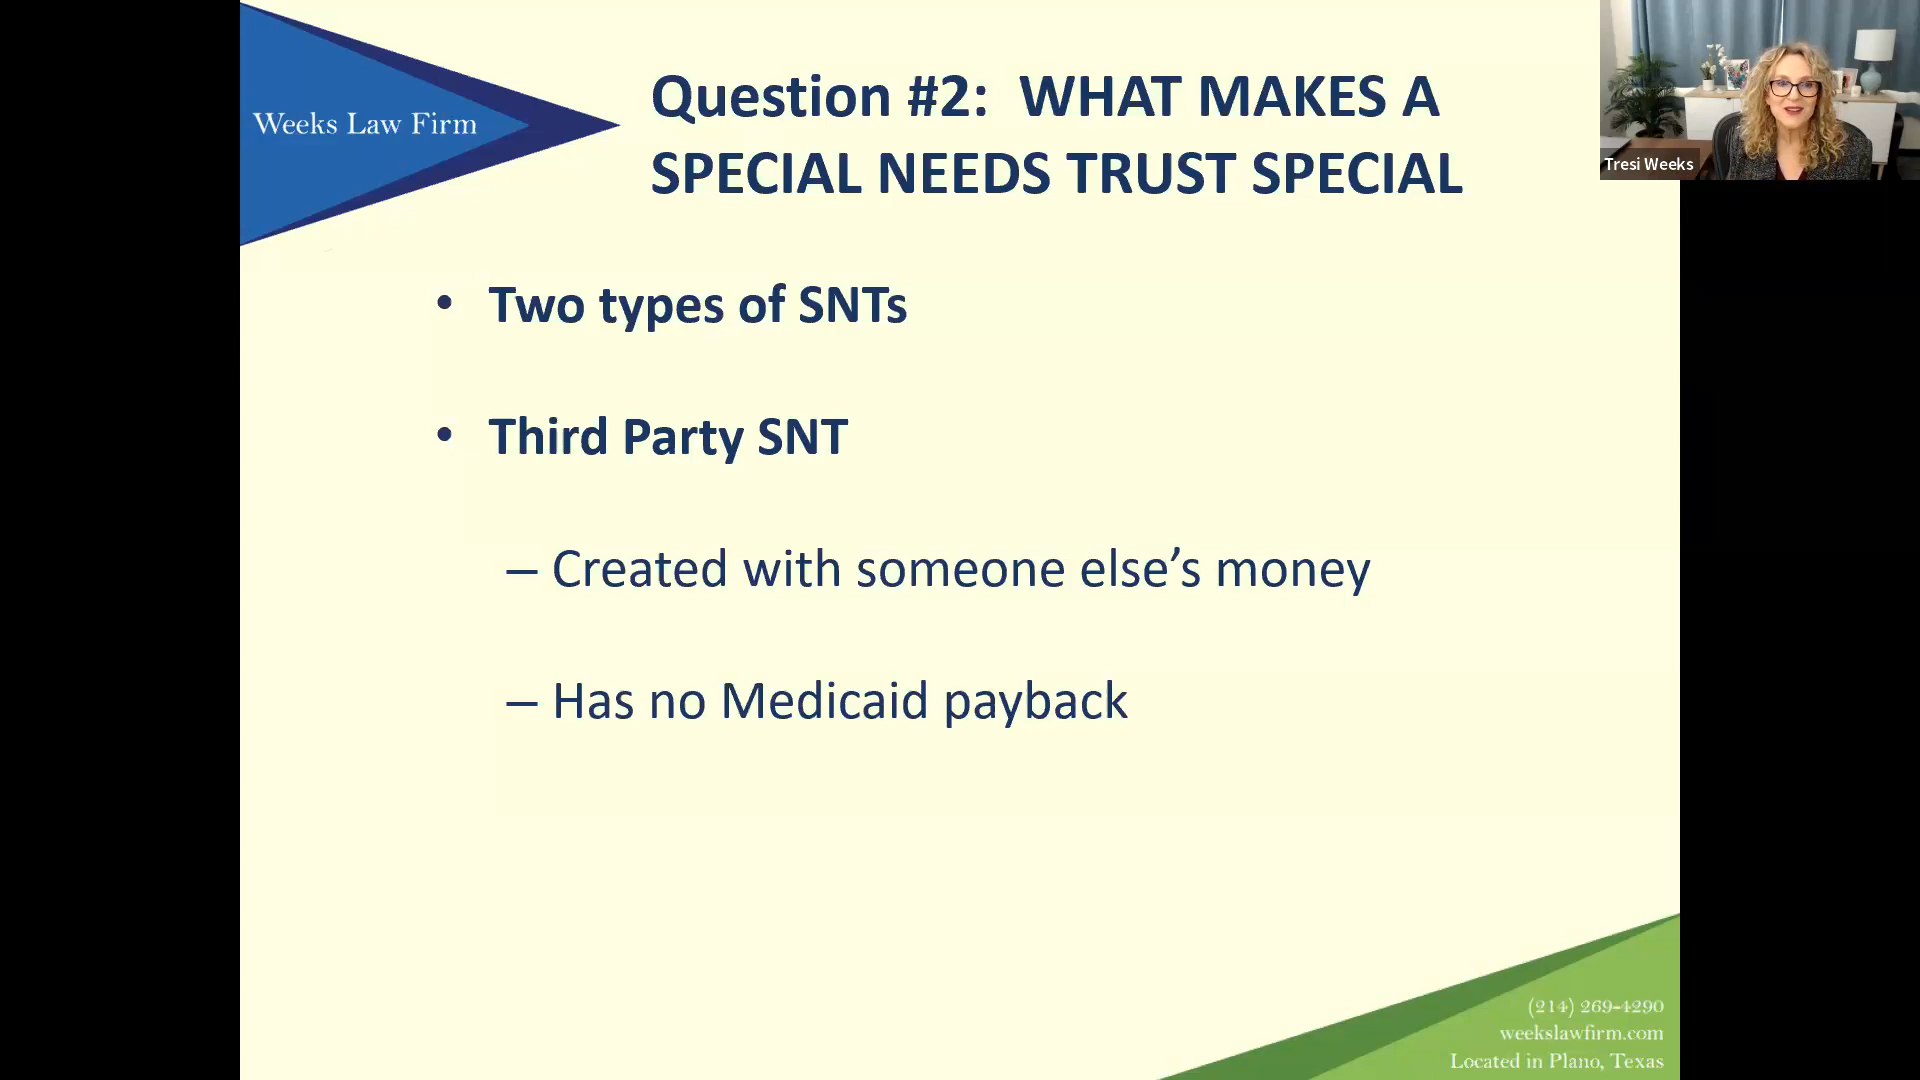 Weeks Law Firm
Question #2: WHAT MAKES A
SPECIAL NEEDS TRUST SPECIAL
Tresi Weeks
• Two types of SNTs
• Third Party SNT
– Created with someone else’s money
– Has no Medicaid payback
(214) 269-4290
weekslawfirm.com
Located in Plano, Texas